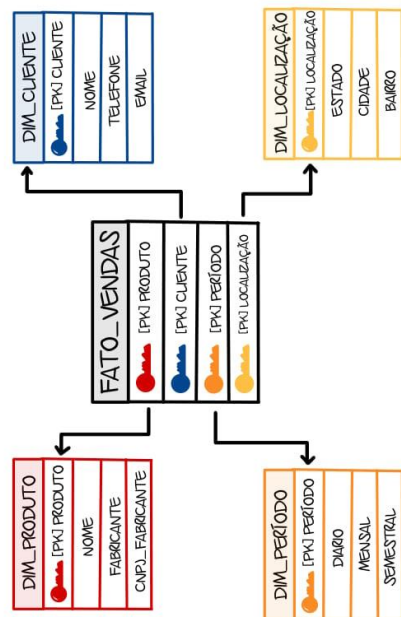 DIM_PRODUTO
[PK] PRODUTO
NOME
FABRICANTE
CNPJ_FABRICANTE
DIM_CLIENTE
[PK] CLIENTE
NOME
TELEFONE
EMAIL
FATO_VENDAS
[PK] PRODUTO
[PK] CLIENTE
[PK] PERÍODO
[PK] LOCALIZAÇÃO
DIM_PERÍODO
[PK] PERÍODO
DIARIO
MENSAL
SEMESTRAL
DIM_LOCALIZAÇÃO
[PK] LOCALIZAÇÃO
ESTADO
CIDADE
BAIRRO